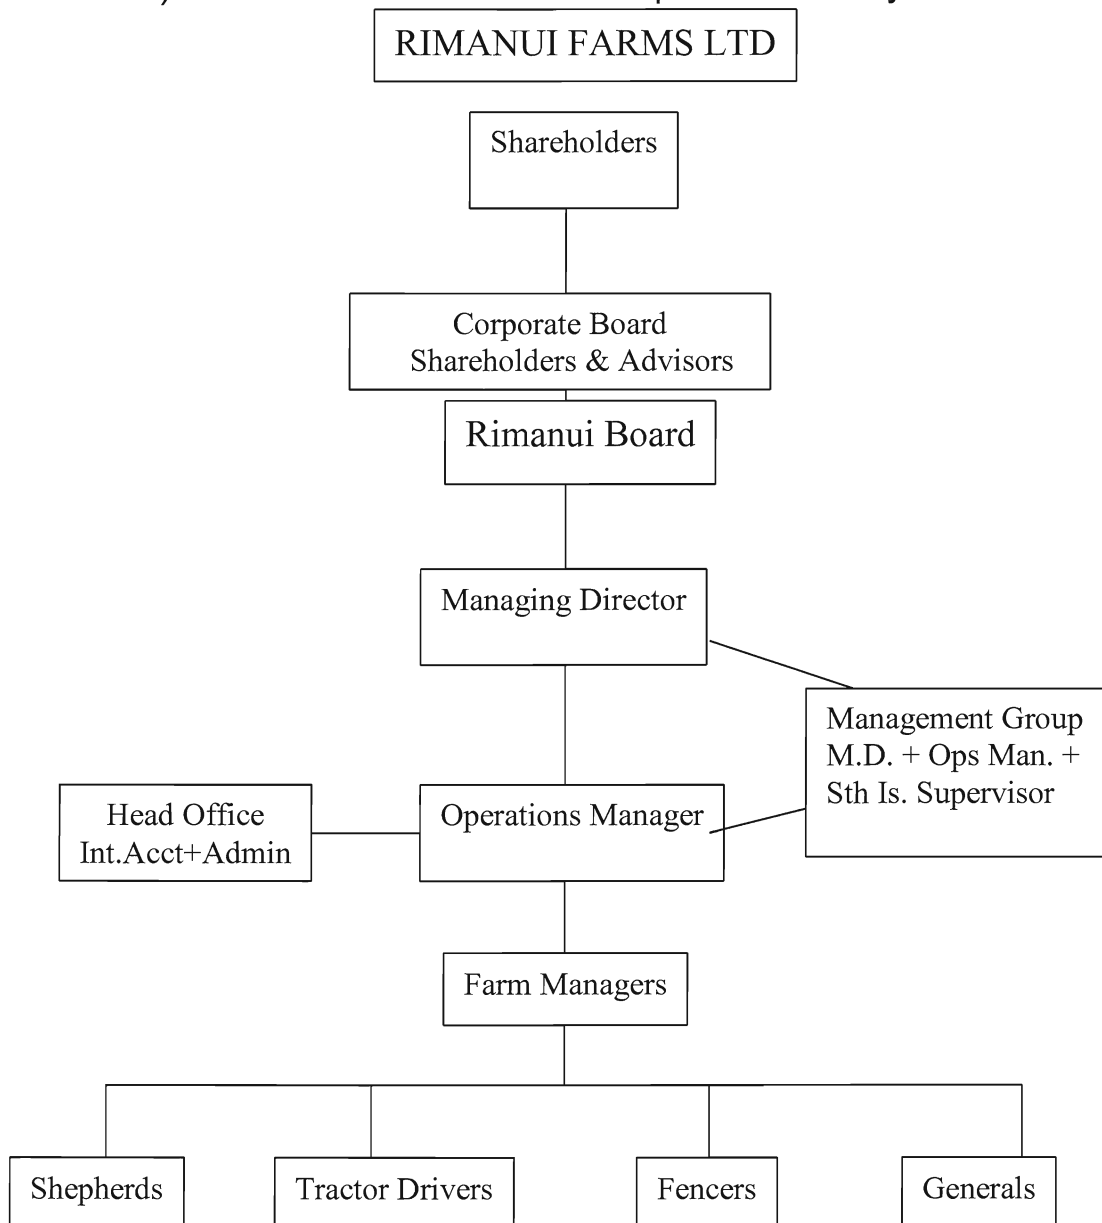 RIMANUI FARMS LTD
Shareholders
Corporate Board
Shareholders & Advisors
Rimanui Board
Managing Director
Management Group
M.D. + Ops Man. +
Sth Is. Supervisor
Head Office
Int.Acct+Admin
Operations Manager
Farm Managers
Shepherds
Tractor Drivers
Fencers
Generals